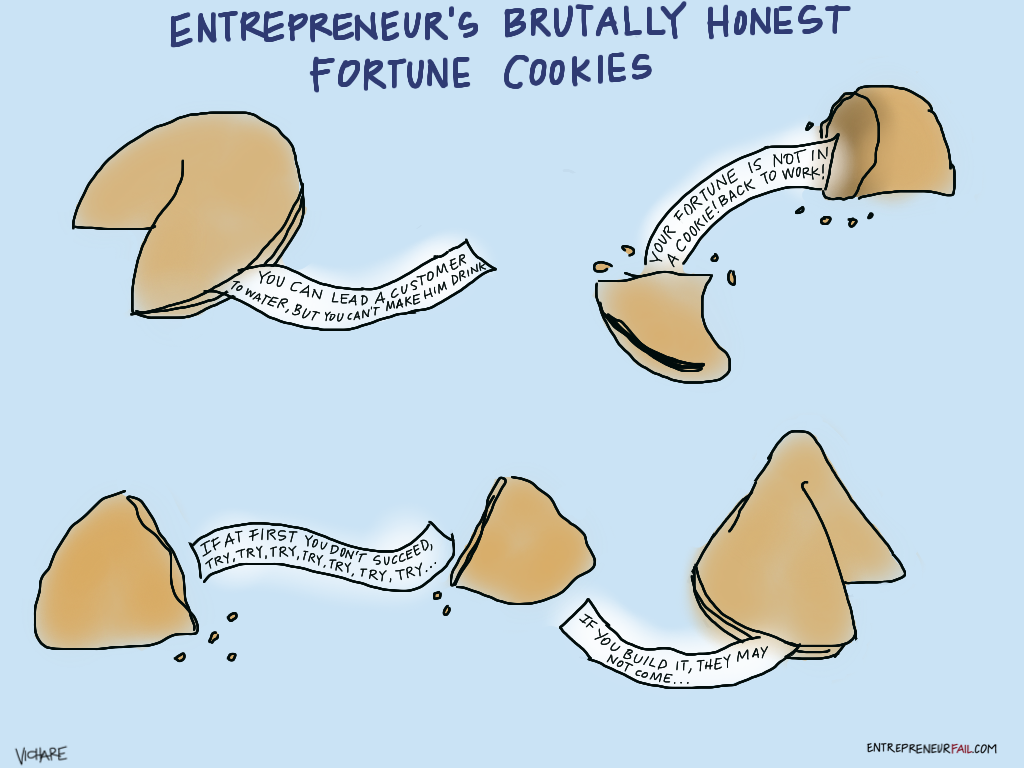 ENTREPRENEUR'S BRUTALLY HONEST
FORTUNE COOKIES
YOU CAN LEAD A CUSTOMER
TO WATER, BUT YOU CAN'T MAKE HIM DRINK
YOUR FORTUNE IS NOT IN
A COOKIE! BACK TO WORK!
IF AT FIRST YOU DON'T SUCCEED,
TRY, TRY, TRY, TRY, TRY, TRY, TRY...
IF YOU BUILD IT, THEY MAY
NOT COME...
VICHARE
ENTREPRENEURFAIL.COM